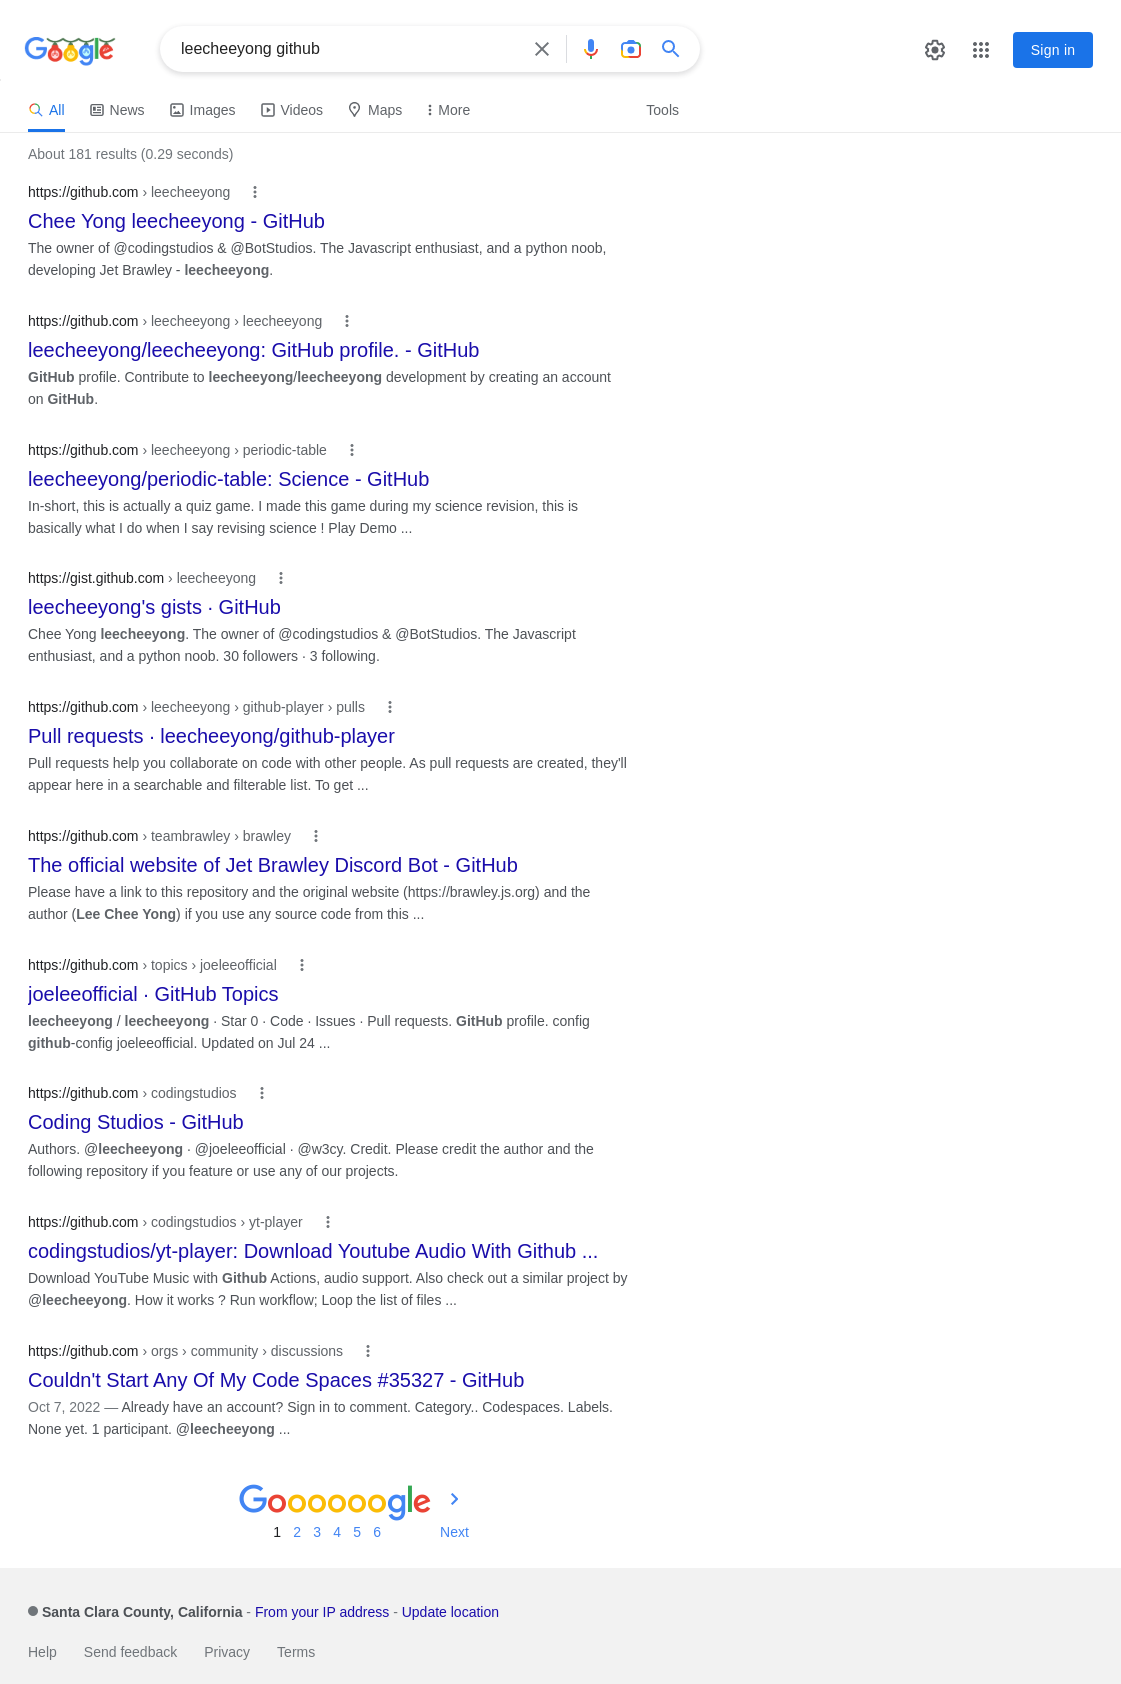 Google
leecheeyong github
Sign in
All News Images Videos Maps More Tools
About 181 results (0.29 seconds)
https://github.com › leecheeyong
Chee Yong leecheeyong - GitHub
The owner of @codingstudios & @BotStudios. The Javascript enthusiast, and a python noob,
developing Jet Brawley - leecheeyong.
https://github.com › leecheeyong › leecheeyong
leecheeyong/leecheeyong: GitHub profile. - GitHub
GitHub profile. Contribute to leecheeyong/leecheeyong development by creating an account
on GitHub.
https://github.com › leecheeyong › periodic-table
leecheeyong/periodic-table: Science - GitHub
In-short, this is actually a quiz game. I made this game during my science revision, this is
basically what I do when I say revising science ! Play Demo ...
https://gist.github.com › leecheeyong
leecheeyong's gists · GitHub
Chee Yong leecheeyong. The owner of @codingstudios & @BotStudios. The Javascript
enthusiast, and a python noob. 30 followers · 3 following.
https://github.com › leecheeyong › github-player › pulls
Pull requests · leecheeyong/github-player
Pull requests help you collaborate on code with other people. As pull requests are created, they'll
appear here in a searchable and filterable list. To get ...
https://github.com › teambrawley › brawley
The official website of Jet Brawley Discord Bot - GitHub
Please have a link to this repository and the original website (https://brawley.js.org) and the
author (Lee Chee Yong) if you use any source code from this ...
https://github.com › topics › joeleeofficial
joeleeofficial · GitHub Topics
leecheeyong / leecheeyong · Star 0 · Code · Issues · Pull requests. GitHub profile. config
github-config joeleeofficial. Updated on Jul 24 ...
https://github.com › codingstudios
Coding Studios - GitHub
Authors. @leecheeyong · @joeleeofficial · @w3cy. Credit. Please credit the author and the
following repository if you feature or use any of our projects.
https://github.com › codingstudios › yt-player
codingstudios/yt-player: Download Youtube Audio With Github ...
Download YouTube Music with Github Actions, audio support. Also check out a similar project by
@leecheeyong. How it works ? Run workflow; Loop the list of files ...
https://github.com › orgs › community › discussions
Couldn't Start Any Of My Code Spaces #35327 - GitHub
Oct 7, 2022 — Already have an account? Sign in to comment. Category.. Codespaces. Labels.
None yet. 1 participant. @leecheeyong ...
Goooooogle
1 2 3 4 5 6 Next
Santa Clara County, California - From your IP address - Update location
Help Send feedback Privacy Terms